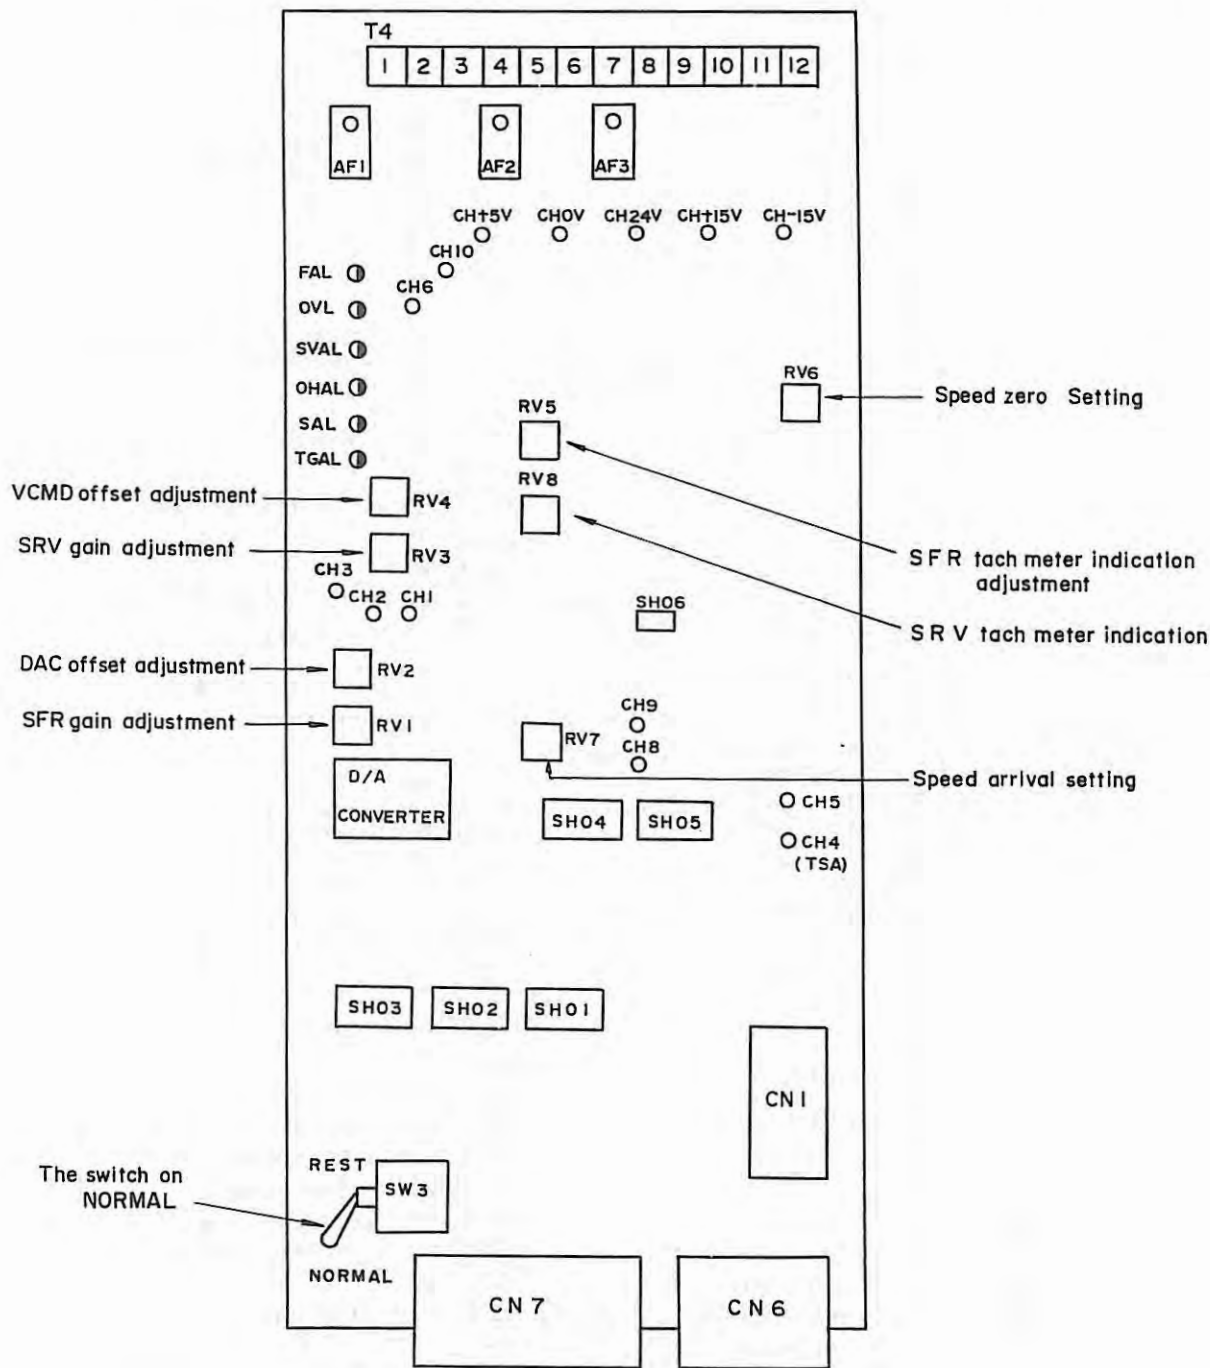 T4
1 2 3 4 5 6 7 8 9 10 11 12
AF1 AF2 AF3
CH+5V CH0V CH24V CH+15V CH-15V
CH10
FAL
CH6
OVL
SVAL
RV6
OHAL
Speed zero Setting
RV5
SAL
TGAL
RV8
VCMD offset adjustment
RV4
SRV gain adjustment
RV3
SFR tach meter indication
adjustment
CH3
CH2 CH1
SH06
SRV tach meter indication
DAC offset adjustment
RV2
SFR gain adjustment
RV1
CH9
RV7
CH8
D/A
CONVERTER
Speed arrival setting
CH5
SH04 SH05
CH4
(TSA)
SH03 SH02 SH01
CN1
The switch on
NORMAL
REST
SW3
NORMAL
CN7 CN6